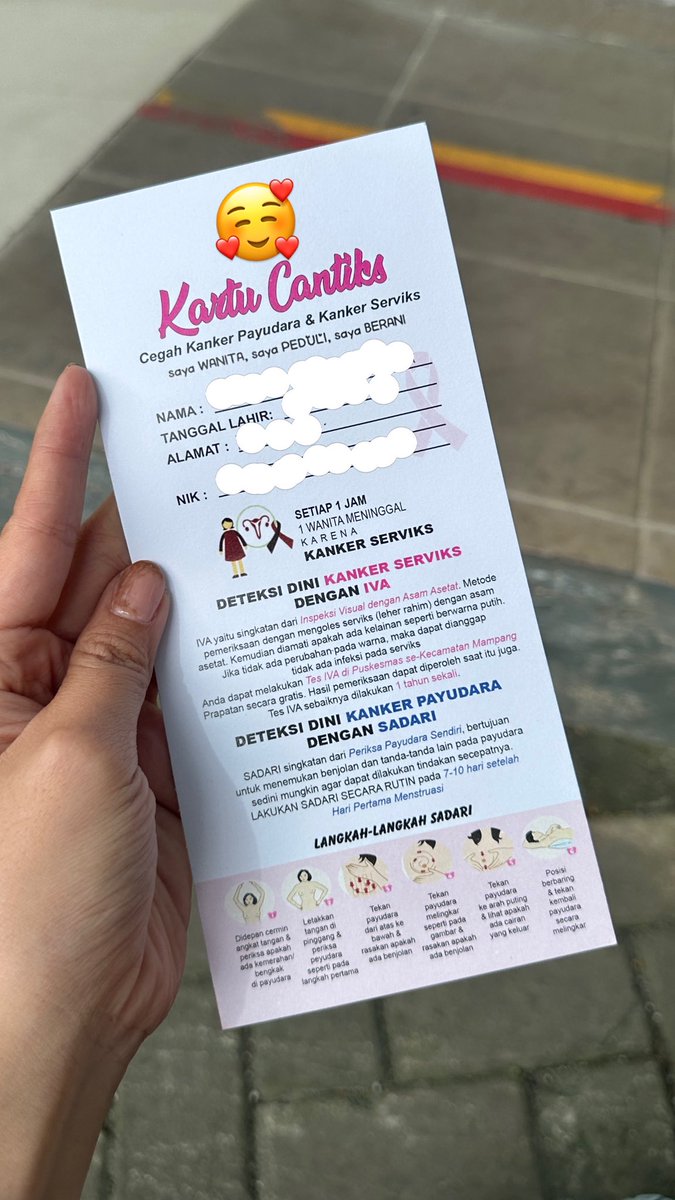 Kartu Cantiks
Cegah Kanker Payudara & Kanker Serviks
saya WANITA, saya PEDULI, saya BERANI
NAMA :
TANGGAL LAHIR:
ALAMAT :
NIK :
SETIAP 1 JAM
1 WANITA MENINGGAL
KARENA
KANKER SERVIKS
DETEKSI DINI KANKER SERVIKS
DENGAN IVA
IVA yaitu singkatan dari Inspeksi Visual dengan Asam Asetat. Metode
pemeriksaan dengan mengoles serviks (leher rahim) dengan asam
asetat. Kemudian diamati apakah ada kelainan seperti berwarna putih.
Jika tidak ada perubahan pada warna, maka dapat dianggap
tidak ada infeksi pada serviks
Anda dapat melakukan Tes IVA di Puskesmas se-Kecamatan Mampang
Prapatan secara gratis. Hasil pemeriksaan dapat diperoleh saat itu juga.
Tes IVA sebaiknya dilakukan 1 tahun sekali.
DETEKSI DINI KANKER PAYUDARA
DENGAN SADARI
SADARI singkatan dari Periksa Payudara Sendiri, bertujuan
untuk menemukan benjolan dan tanda-tanda lain pada payudara
sedini mungkin agar dapat dilakukan tindakan secepatnya.
LAKUKAN SADARI SECARA RUTIN pada 7-10 hari setelah
Hari Pertama Menstruasi
LANGKAH-LANGKAH SADARI
Didepan cermin
angkat tangan &
periksa apakah
ada kemerahan/
bengkak
di payudara
Letakkan
tangan di
pinggang &
periksa
peyudara
seperti pada
langkah pertama
Tekan
payudara
dari atas ke
bawah &
rasakan apakah
ada benjolan
Tekan
payudara
melingkar
seperti pada
gambar &
rasakan apakah
ada benjolan
Tekan
payudara
ke arah puting
& lihat apakah
ada cairan
yang keluar
Posisi
berbaring
& tekan
kembali
payudara
secara
melingkar